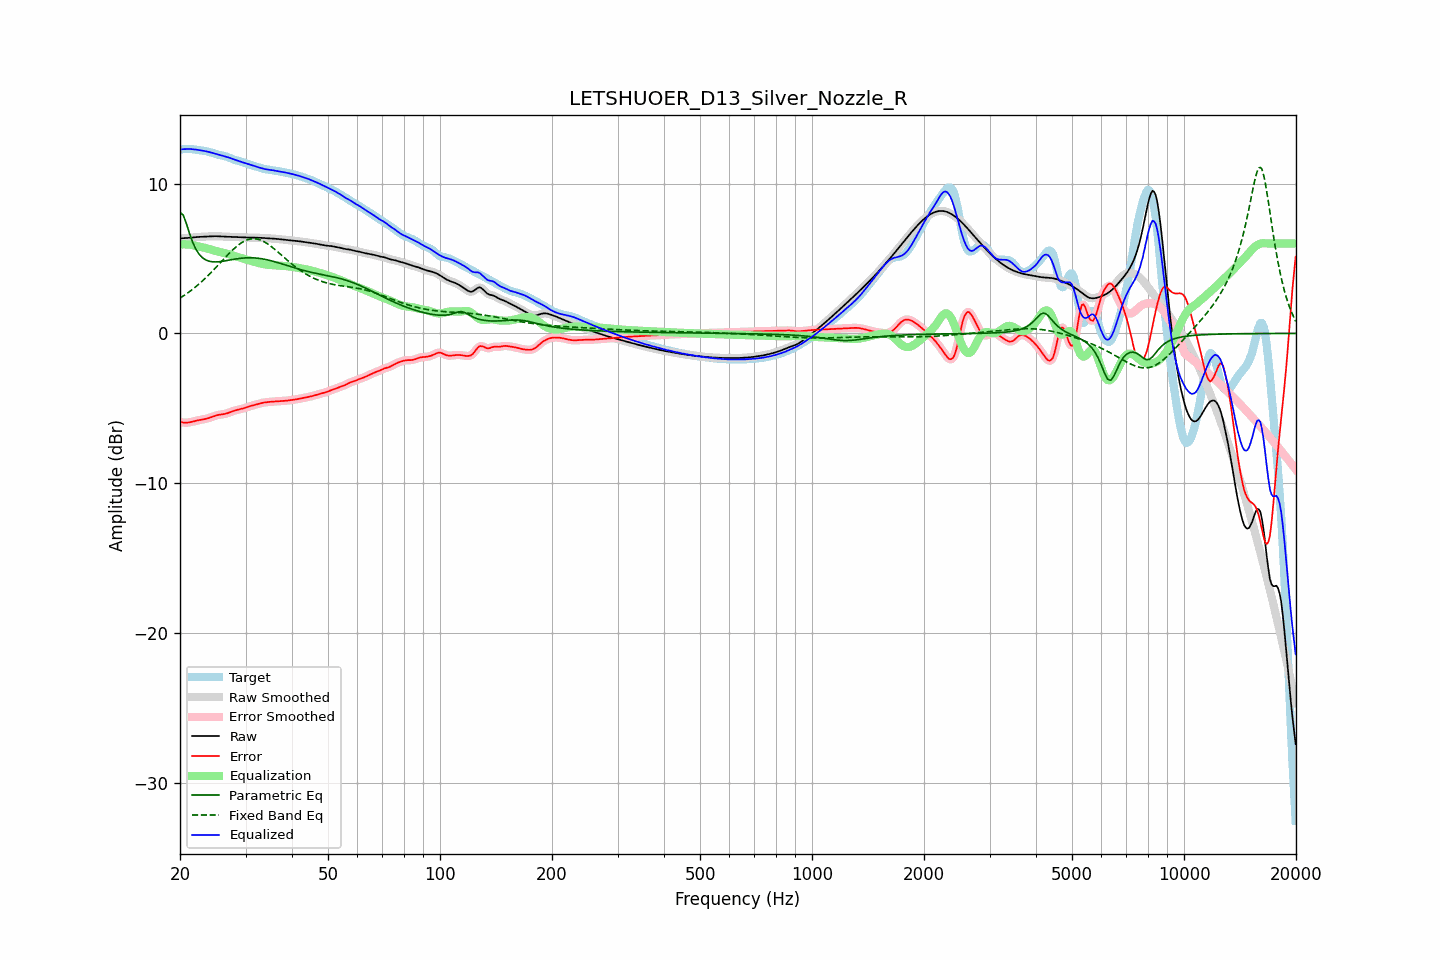 LETSHUOER_D13_Silver_Nozzle_R
Amplitude (dBr)
10
0
−10
−20
−30
Target
Raw Smoothed
Error Smoothed
Raw
Error
Equalization
Parametric Eq
Fixed Band Eq
Equalized
20
50
100
200
500
1000
2000
5000
10000
20000
Frequency (Hz)